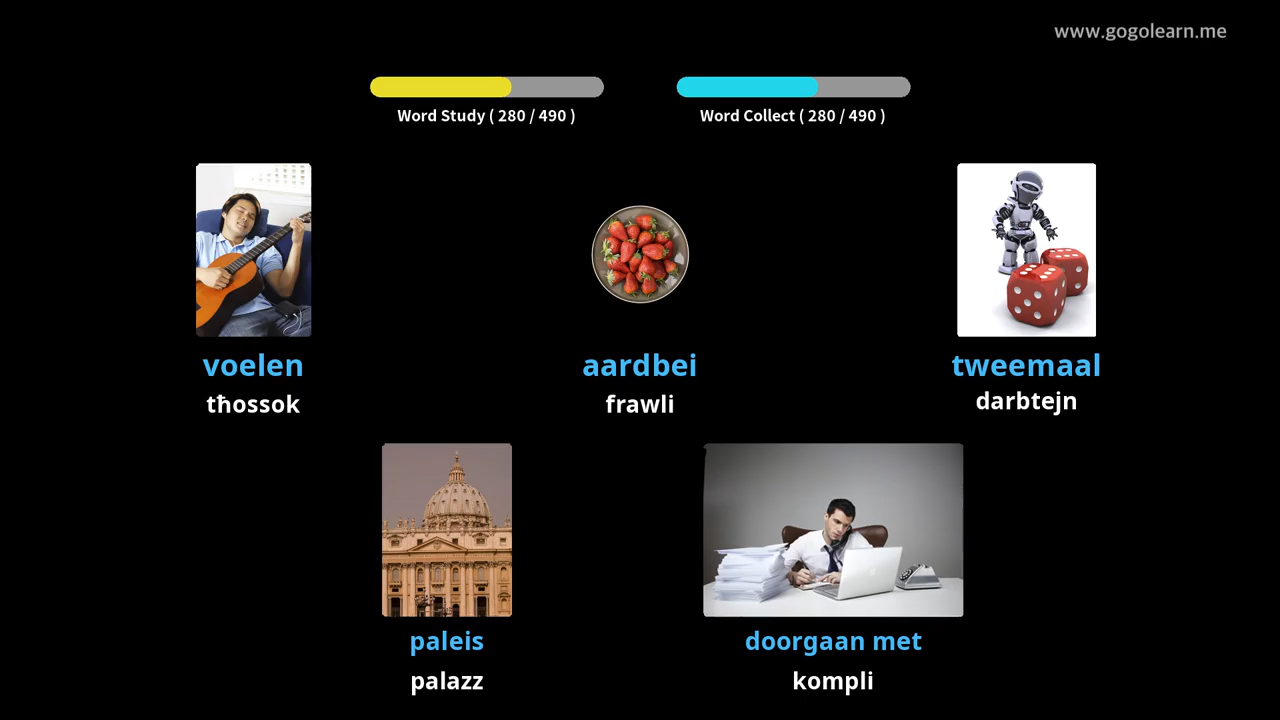 www.gogolearn.me
Word Study ( 280 / 490 )
Word Collect ( 280 / 490 )
voelen
tħossok
aardbei
frawli
tweemaal
darbtejn
paleis
palazz
doorgaan met
kompli